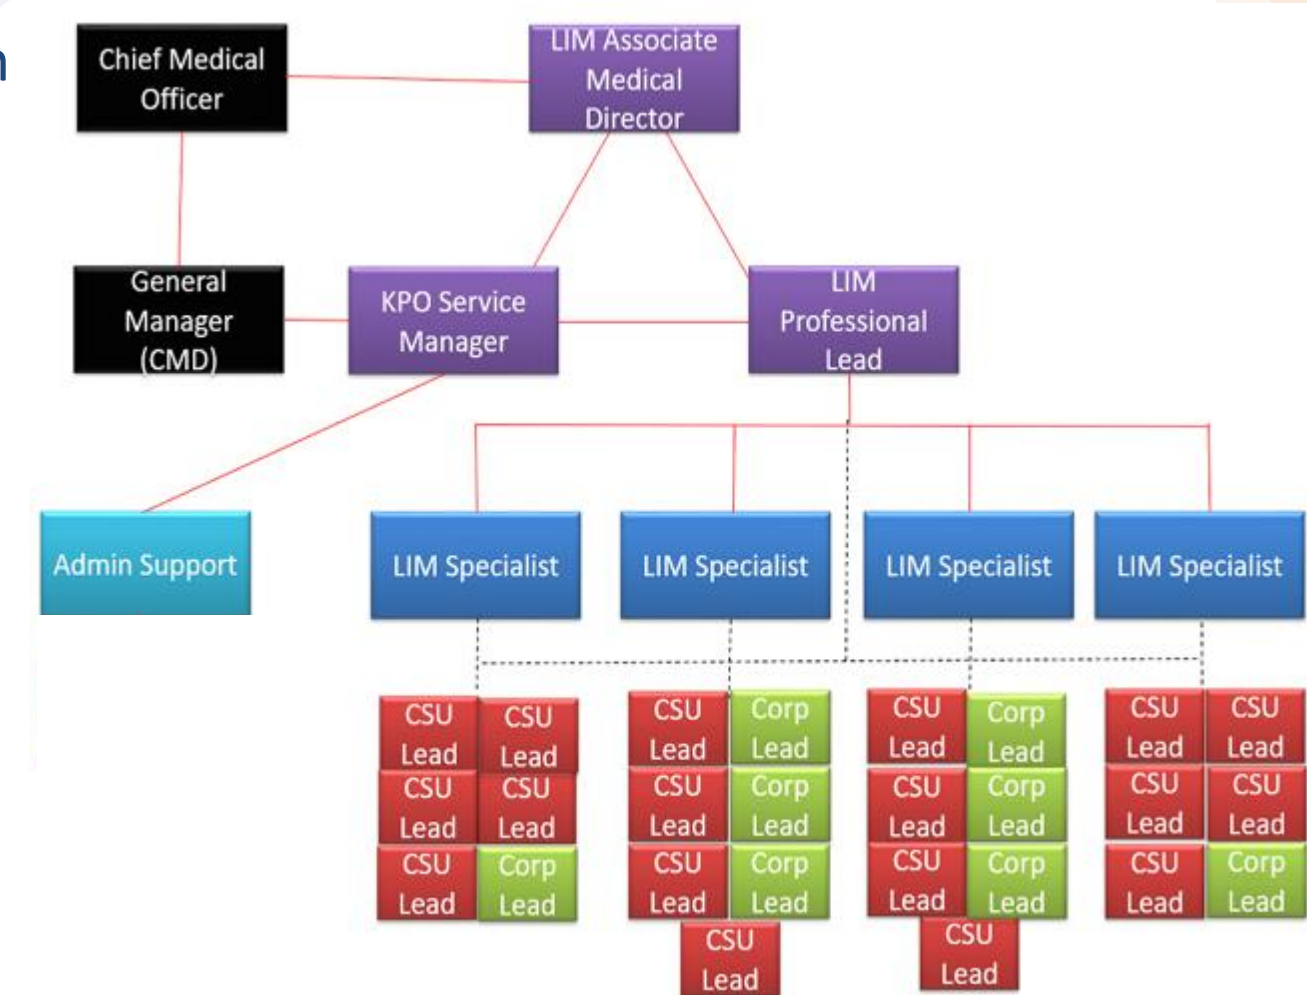 n
Chief Medical
Officer
LIM Associate
Medical
Director
General
Manager
(CMD)
KPO Service
Manager
LIM
Professional
Lead
Admin Support
LIM Specialist
LIM Specialist
LIM Specialist
LIM Specialist
CSU
Lead
CSU
Lead
CSU
Lead
CSU
Lead
CSU
Lead
Corp
Lead
CSU
Lead
Corp
Lead
CSU
Lead
Corp
Lead
CSU
Lead
Corp
Lead
CSU
Lead
CSU
Lead
Corp
Lead
CSU
Lead
Corp
Lead
CSU
Lead
Corp
Lead
CSU
Lead
CSU
Lead
CSU
Lead
CSU
Lead
CSU
Lead
CSU
Lead
Corp
Lead